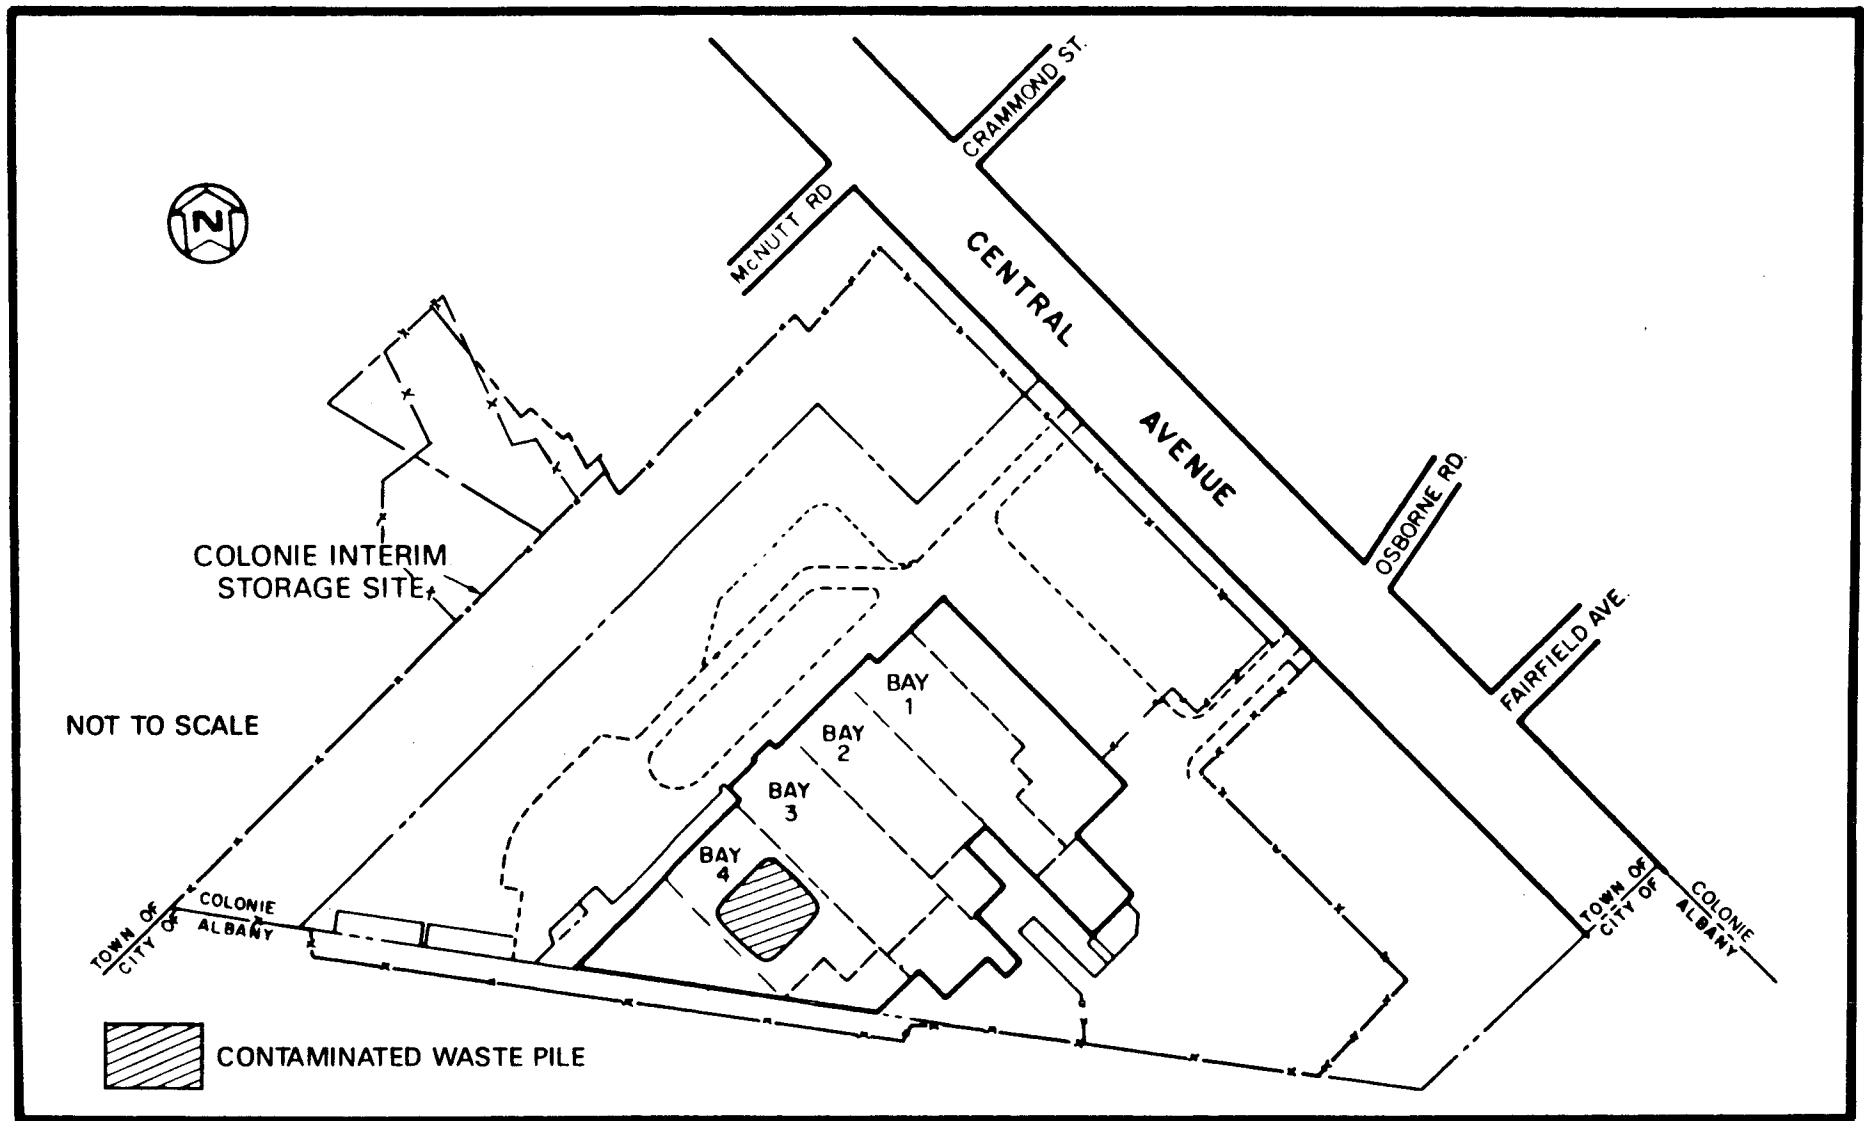 CRAMMOND ST.
McNUTT RD
N
CENTRAL
AVENUE
OSBORNE RD.
FAIRFIELD AVE.
COLONIE INTERIM
STORAGE SITE
NOT TO SCALE
BAY
1
BAY
2
BAY
3
BAY
4
TOWN OF COLONIE
CITY OF ALBANY
TOWN OF COLONIE
CITY OF ALBANY
CONTAMINATED WASTE PILE